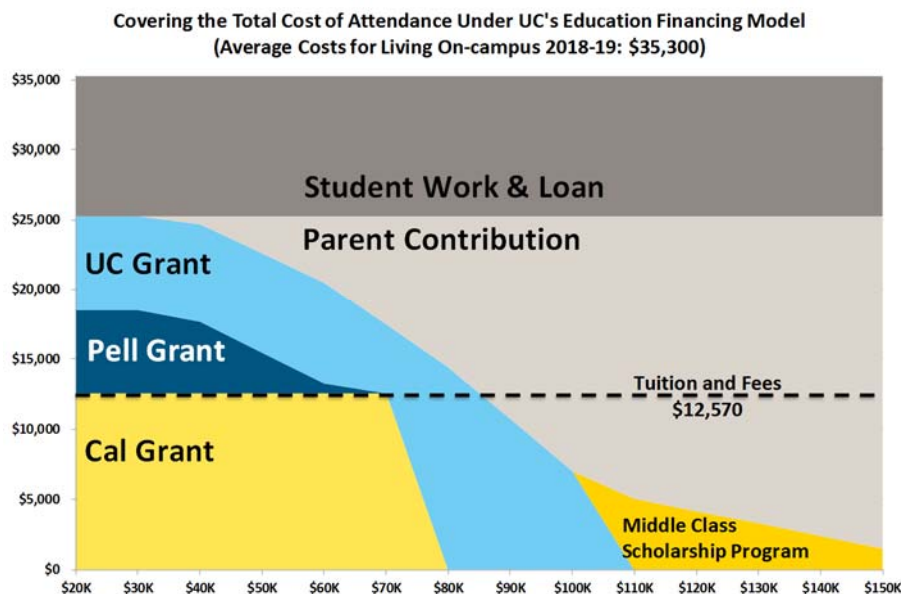 Covering the Total Cost of Attendance Under UC's Education Financing Model
(Average Costs for Living On-campus 2018-19: $35,300)
$35,000
$30,000
Student Work & Loan
$25,000
Parent Contribution
UC Grant
$20,000
Pell Grant
$15,000
Tuition and Fees
$12,570
$10,000
Cal Grant
$5,000
Middle Class
Scholarship Program
$0
$20K $30K $40K $50K $60K $70K $80K $90K $100K $110K $120K $130K $140K $150K